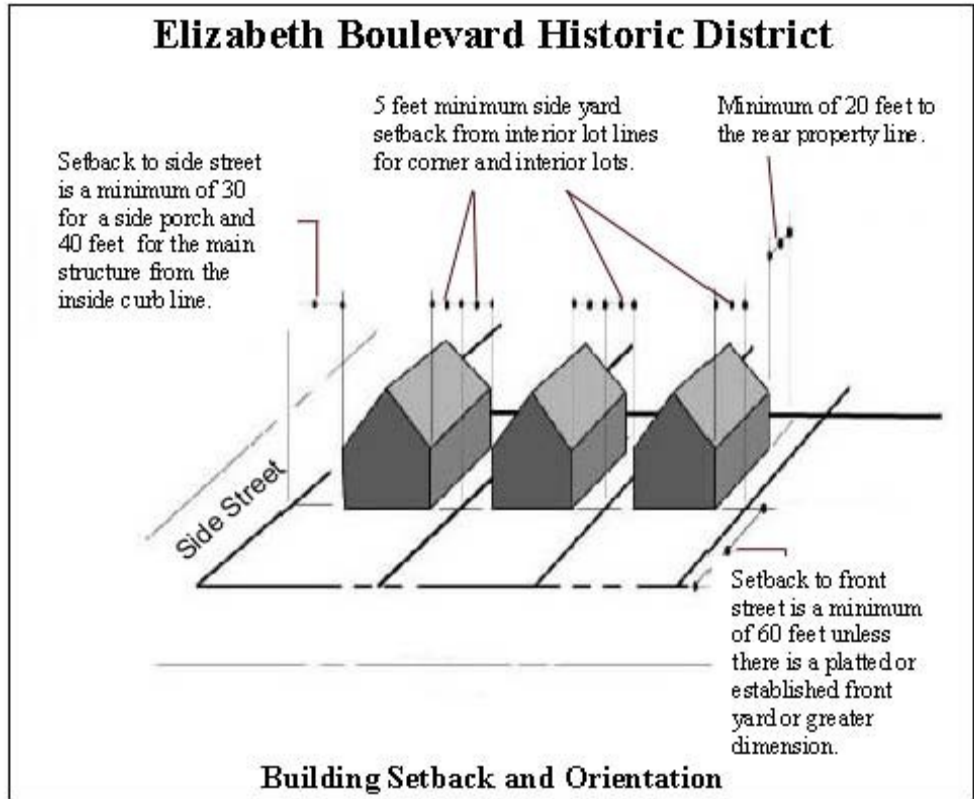 Elizabeth Boulevard Historic District
5 feet minimum side yard
setback from interior lot lines
for corner and interior lots.
Minimum of 20 feet to
the rear property line.
Setback to side street
is a minimum of 30
for a side porch and
40 feet for the main
structure from the
inside curb line.
Side Street
Setback to front
street is a minimum
of 60 feet unless
there is a platted or
established front
yard or greater
dimension.
Building Setback and Orientation